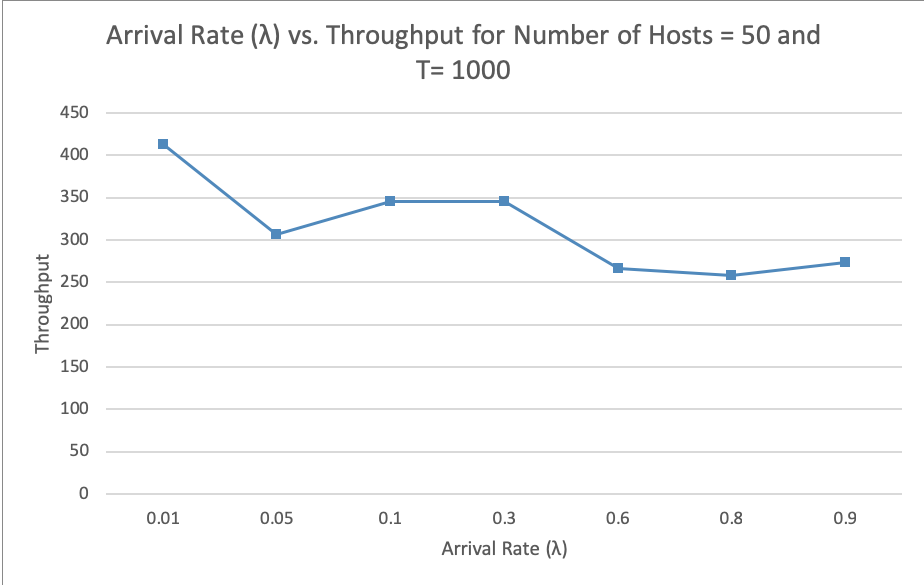 Arrival Rate (λ) vs. Throughput for Number of Hosts = 50 and
T= 1000
450
400
350
300
250
200
150
100
50
0
Throughput
0.01 0.05 0.1 0.3 0.6 0.8 0.9
Arrival Rate (λ)